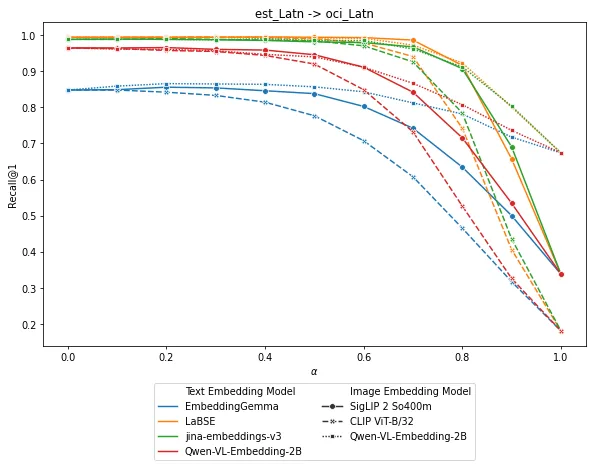 est_Latn -> oci_Latn
Recall@1
1.0
0.9
0.8
0.7
0.6
0.5
0.4
0.3
0.2
0.0 0.2 0.4 0.6 0.8 1.0
α
Text Embedding Model Image Embedding Model
EmbeddingGemma SigLIP 2 So400m
LaBSE CLIP ViT-B/32
jina-embeddings-v3 Qwen-VL-Embedding-2B
Qwen-VL-Embedding-2B